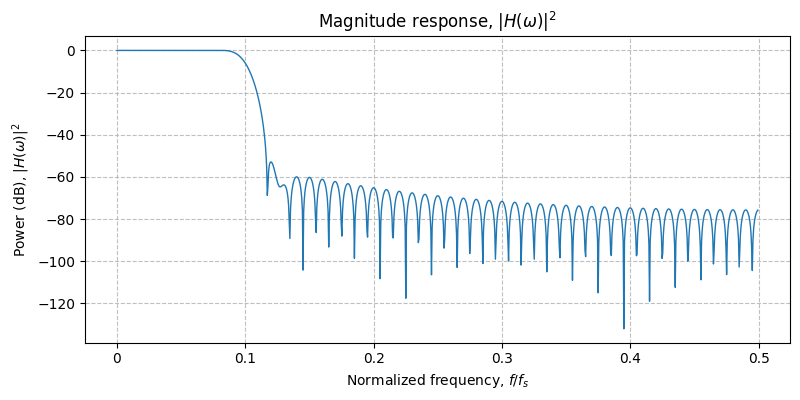 Magnitude response, |H(ω)|²
Power (dB), |H(ω)|²
0
−20
−40
−60
−80
−100
−120
0 0.1 0.2 0.3 0.4 0.5
Normalized frequency, f/fₛ